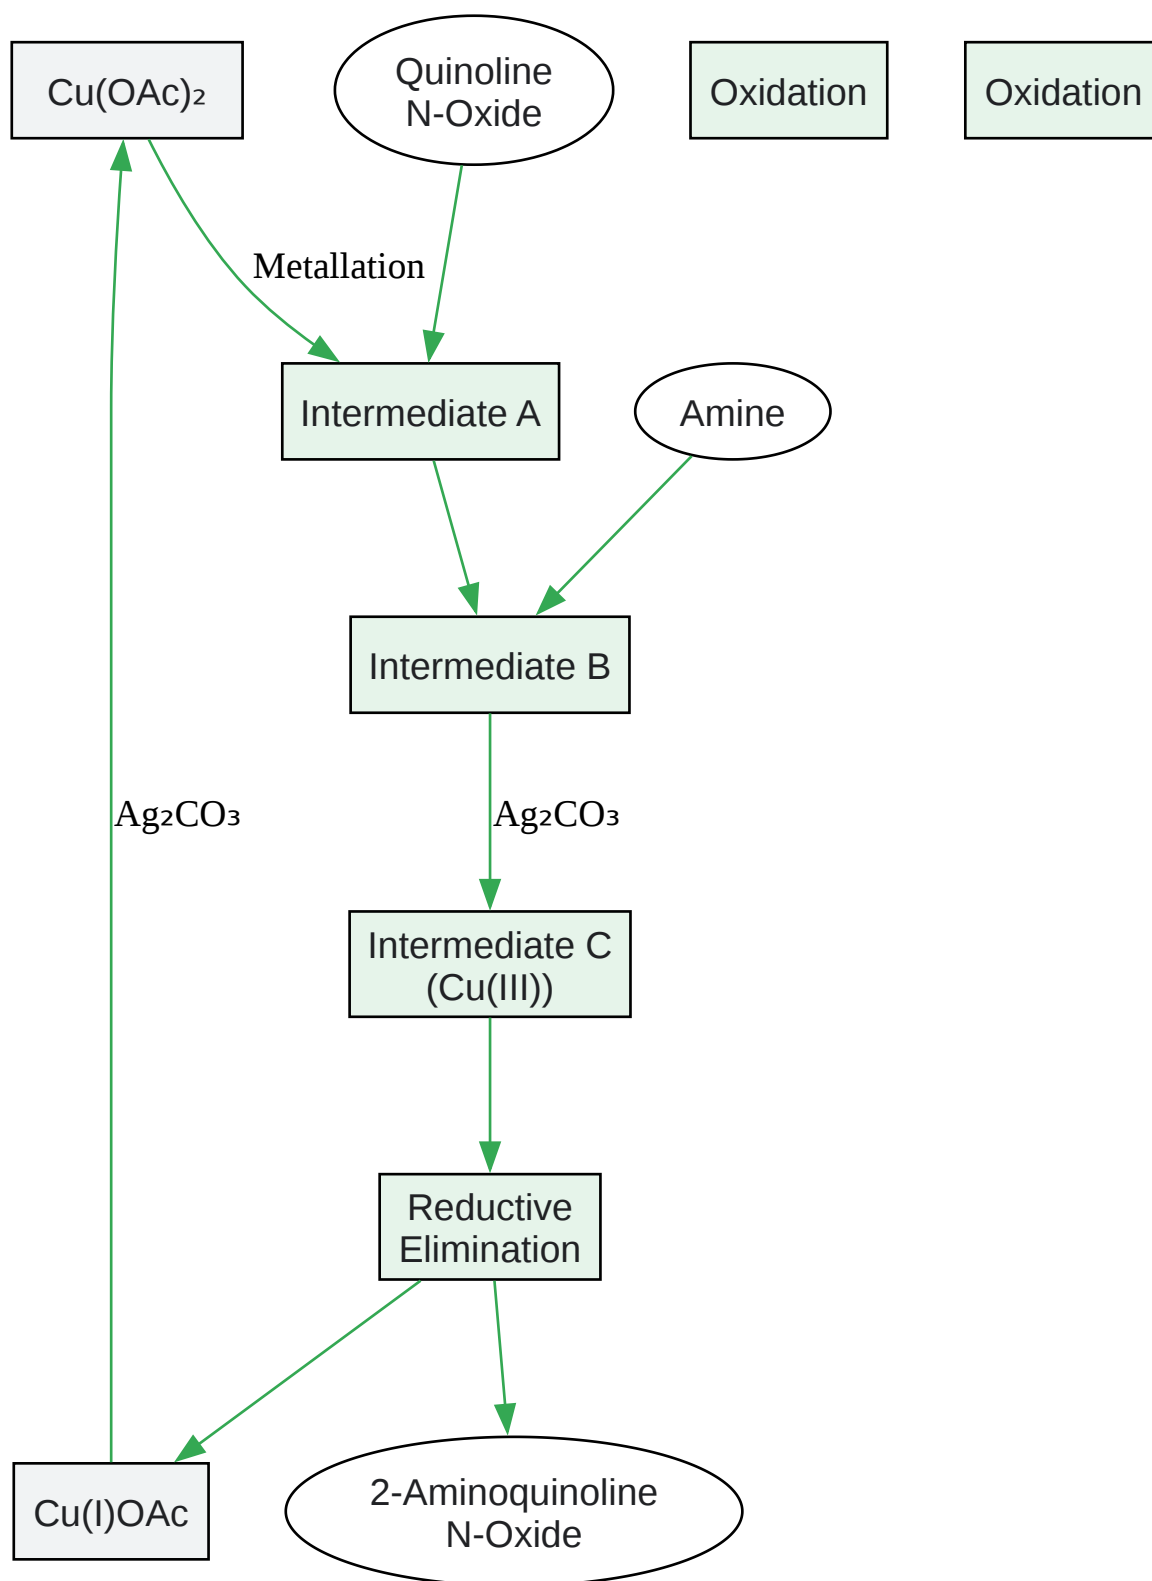 Cu(OAc)₂
Quinoline
N-Oxide
Oxidation
Oxidation
Metallation
Intermediate A
Amine
Intermediate B
Ag₂CO₃
Ag₂CO₃
Intermediate C
(Cu(III))
Reductive
Elimination
Cu(I)OAc
2-Aminoquinoline
N-Oxide